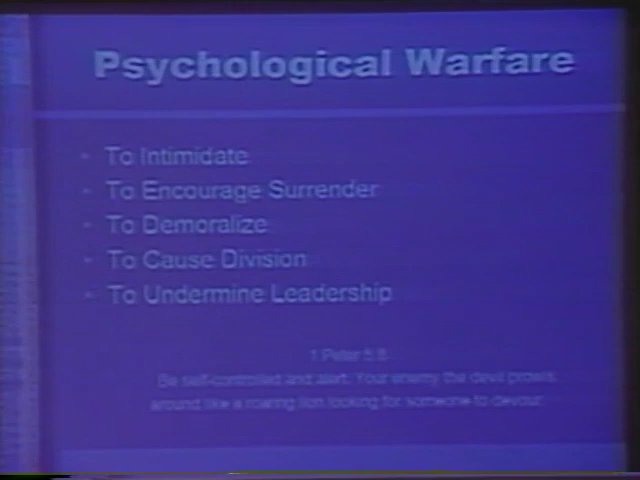 Psychological Warfare
- To Intimidate
- To Encourage Surrender
- To Demoralize
- To Cause Division
- To Undermine Leadership
1 Peter 5:8
Be self-controlled and alert. Your enemy the devil prowls
around like a roaring lion looking for someone to devour.